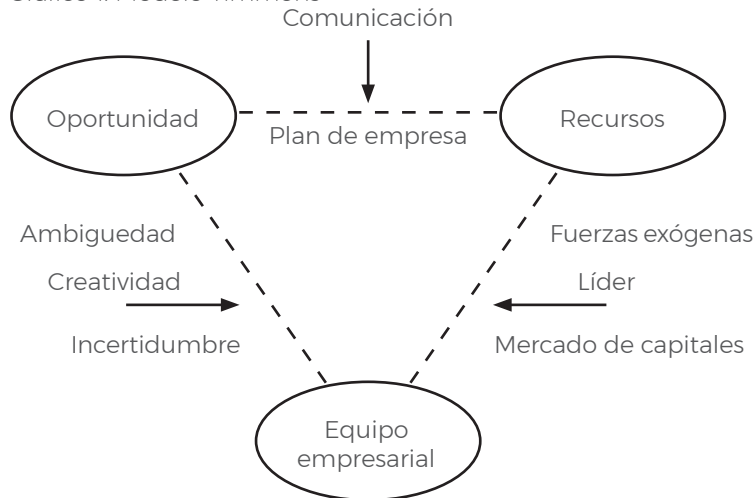 Comunicación
Oportunidad
Recursos
Plan de empresa
Ambiguedad
Fuerzas exógenas
Creatividad
Líder
Incertidumbre
Mercado de capitales
Equipo
empresarial